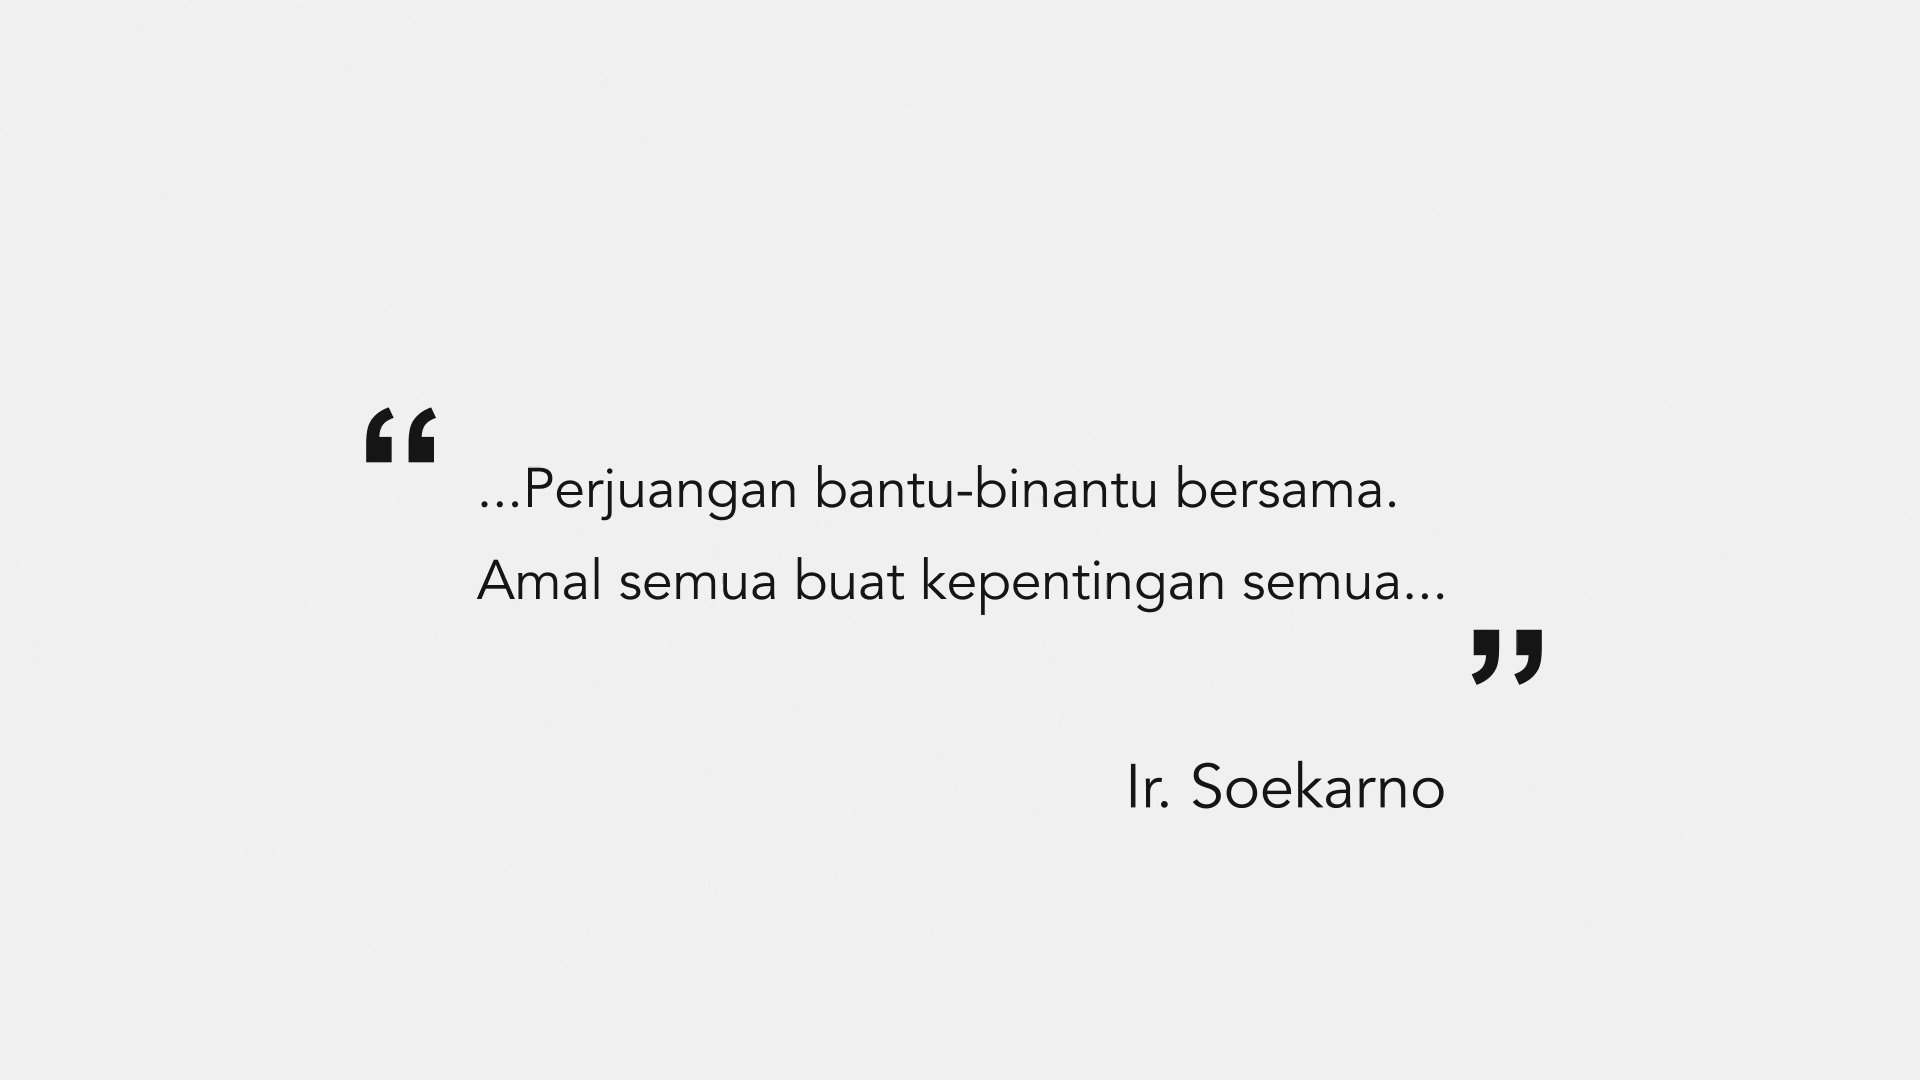 “...Perjuangan bantu-binantu bersama.
Amal semua buat kepentingan semua...”
Ir. Soekarno